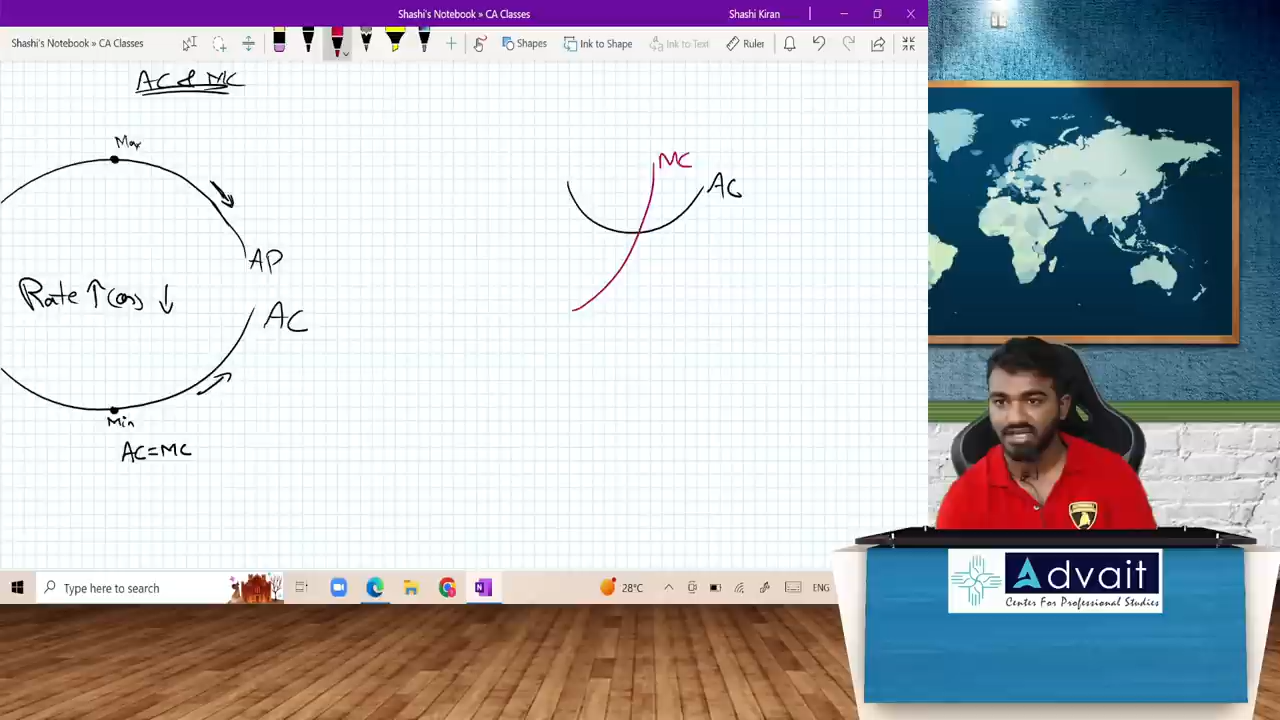 Shashi's Notebook » CA Classes
Shashi Kiran
Shashi's Notebook » CA Classes
Shapes
Ink to Shape
Ink to Text
Ruler
AC & MC
Max
MC
AC
AP
Rate ↑ Cons ↓
AC
Min
AC=MC
Type here to search
28°C
ENG
Advait
Center For Professional Studies